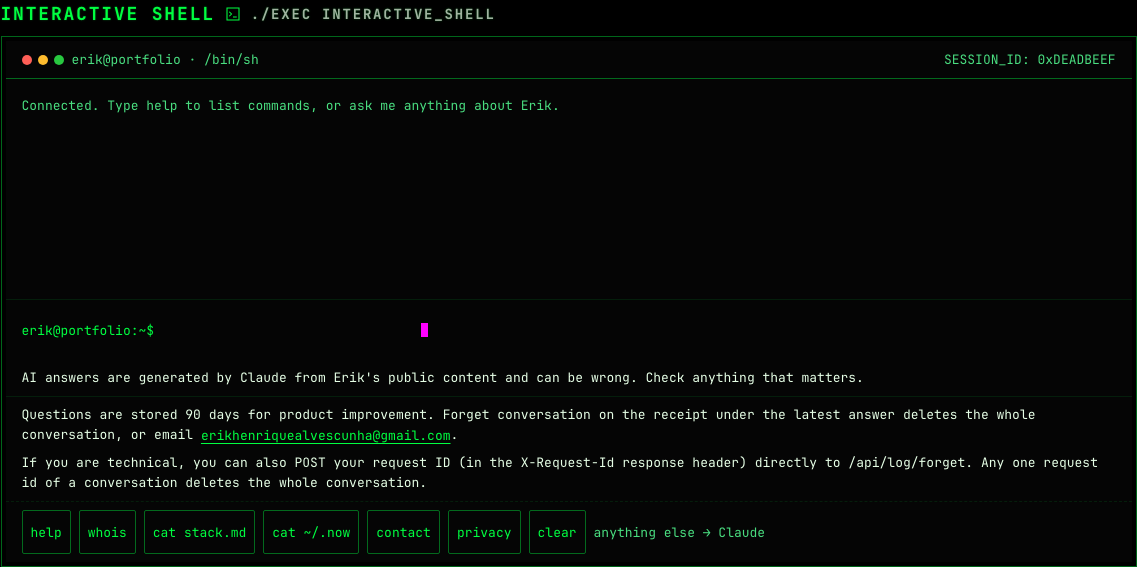 INTERACTIVE SHELL ./EXEC INTERACTIVE_SHELL
erik@portfolio · /bin/sh SESSION_ID: 0xDEADBEEF
Connected. Type help to list commands, or ask me anything about Erik.
erik@portfolio:~$
AI answers are generated by Claude from Erik's public content and can be wrong. Check anything that matters.
Questions are stored 90 days for product improvement. Forget conversation on the receipt under the latest answer deletes the whole
conversation, or email erikhenriquealvescunha@gmail.com.
If you are technical, you can also POST your request ID (in the X-Request-Id response header) directly to /api/log/forget. Any one request
id of a conversation deletes the whole conversation.
help whois cat stack.md cat ~/.now contact privacy clear anything else → Claude